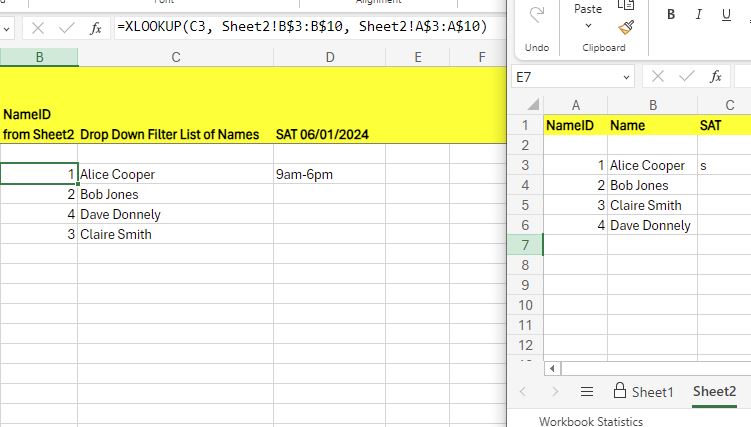 =XLOOKUP(C3, Sheet2!B$3:B$10, Sheet2!A$3:A$10)
fx
B C D E F
NameID
from Sheet2 Drop Down Filter List of Names SAT 06/01/2024
1 Alice Cooper 9am-6pm
2 Bob Jones
4 Dave Donnely
3 Claire Smith
Paste
B I U
Undo Clipboard
E7 fx
A B C
1 NameID Name SAT
2
3 1 Alice Cooper s
4 2 Bob Jones
5 3 Claire Smith
6 4 Dave Donnely
7
8
9
10
11
12
Sheet1 Sheet2
Workbook Statistics